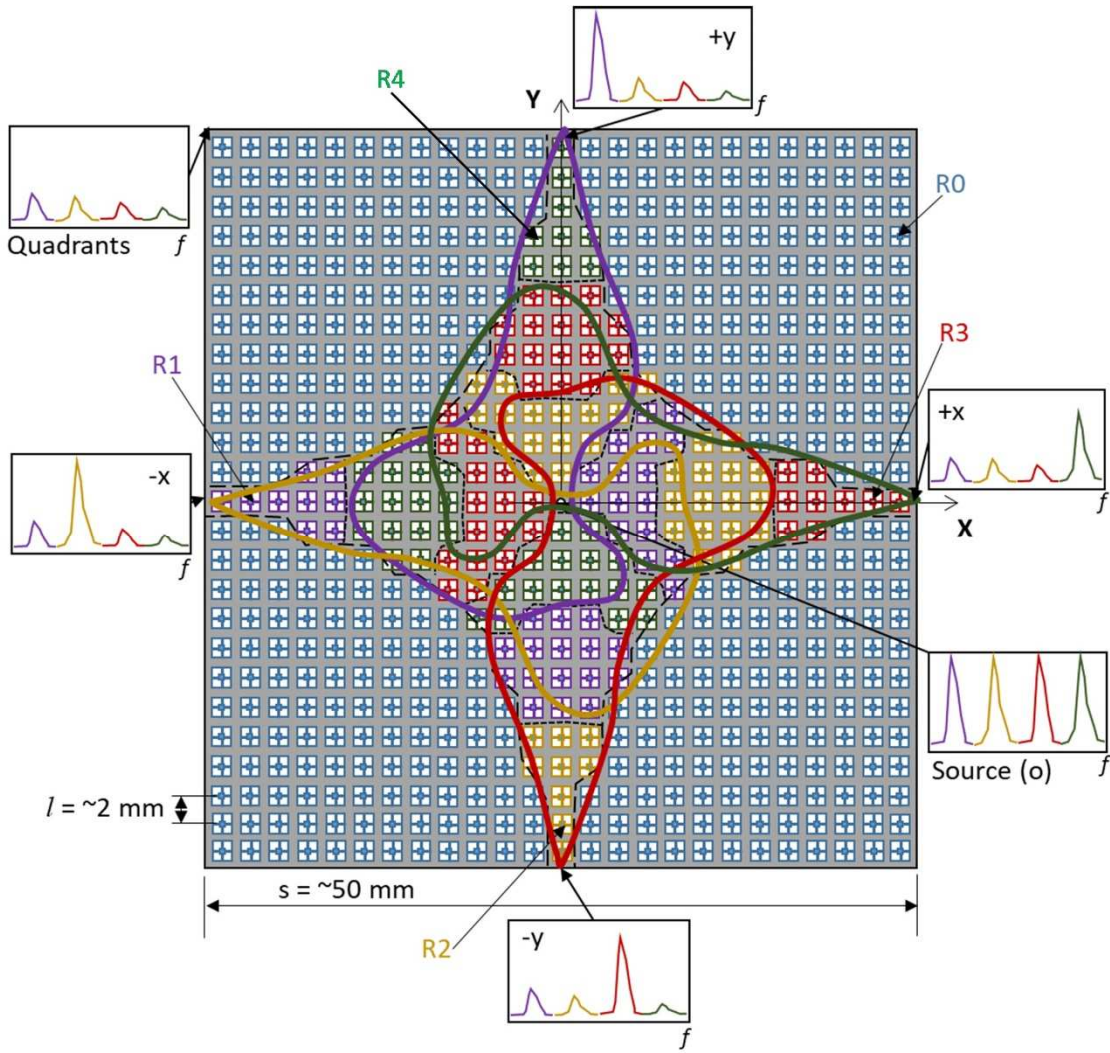 +y
f
R4
Y
Quadrants
f
R0
R1
R3
+x
f
-x
f
X
Source (o)
f
l = ~2 mm
s = ~50 mm
R2
-y
f